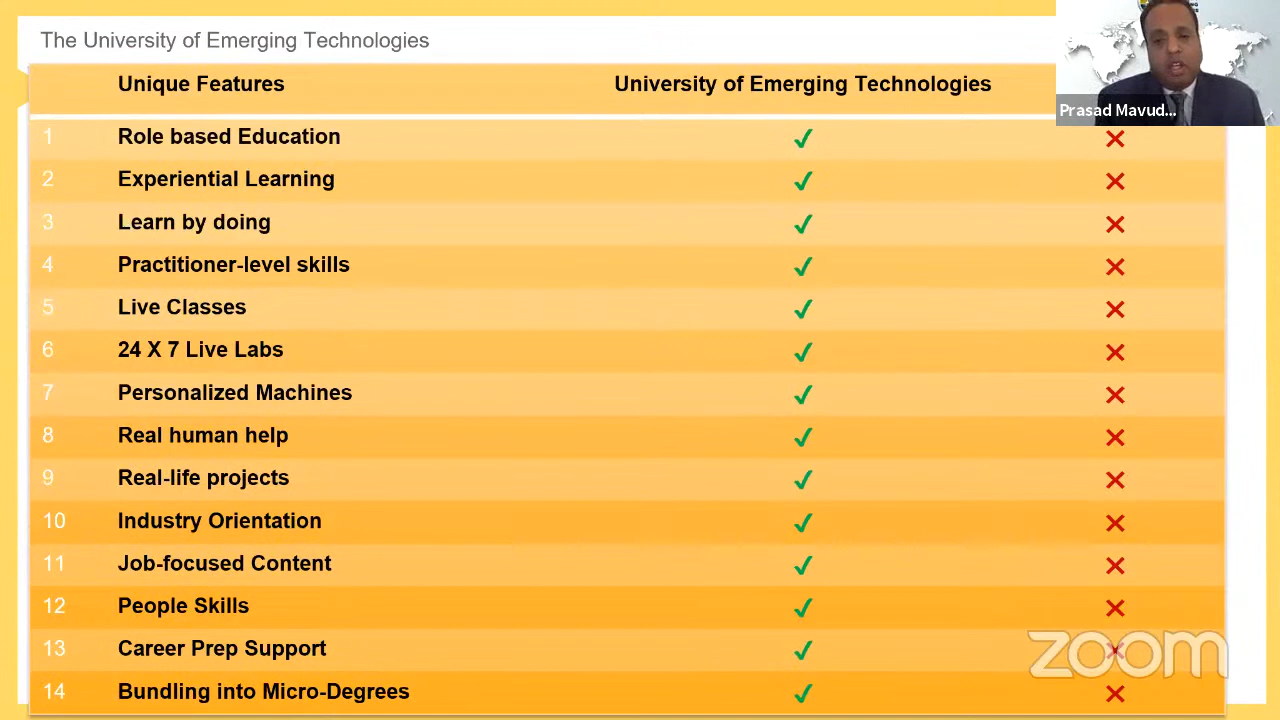 The University of Emerging Technologies
Unique Features University of Emerging Technologies
Prasad Mavud...
1 Role based Education ✓ ✕
2 Experiential Learning ✓ ✕
3 Learn by doing ✓ ✕
4 Practitioner-level skills ✓ ✕
5 Live Classes ✓ ✕
6 24 X 7 Live Labs ✓ ✕
7 Personalized Machines ✓ ✕
8 Real human help ✓ ✕
9 Real-life projects ✓ ✕
10 Industry Orientation ✓ ✕
11 Job-focused Content ✓ ✕
12 People Skills ✓ ✕
13 Career Prep Support ✓ ✕
14 Bundling into Micro-Degrees ✓ ✕
zoom